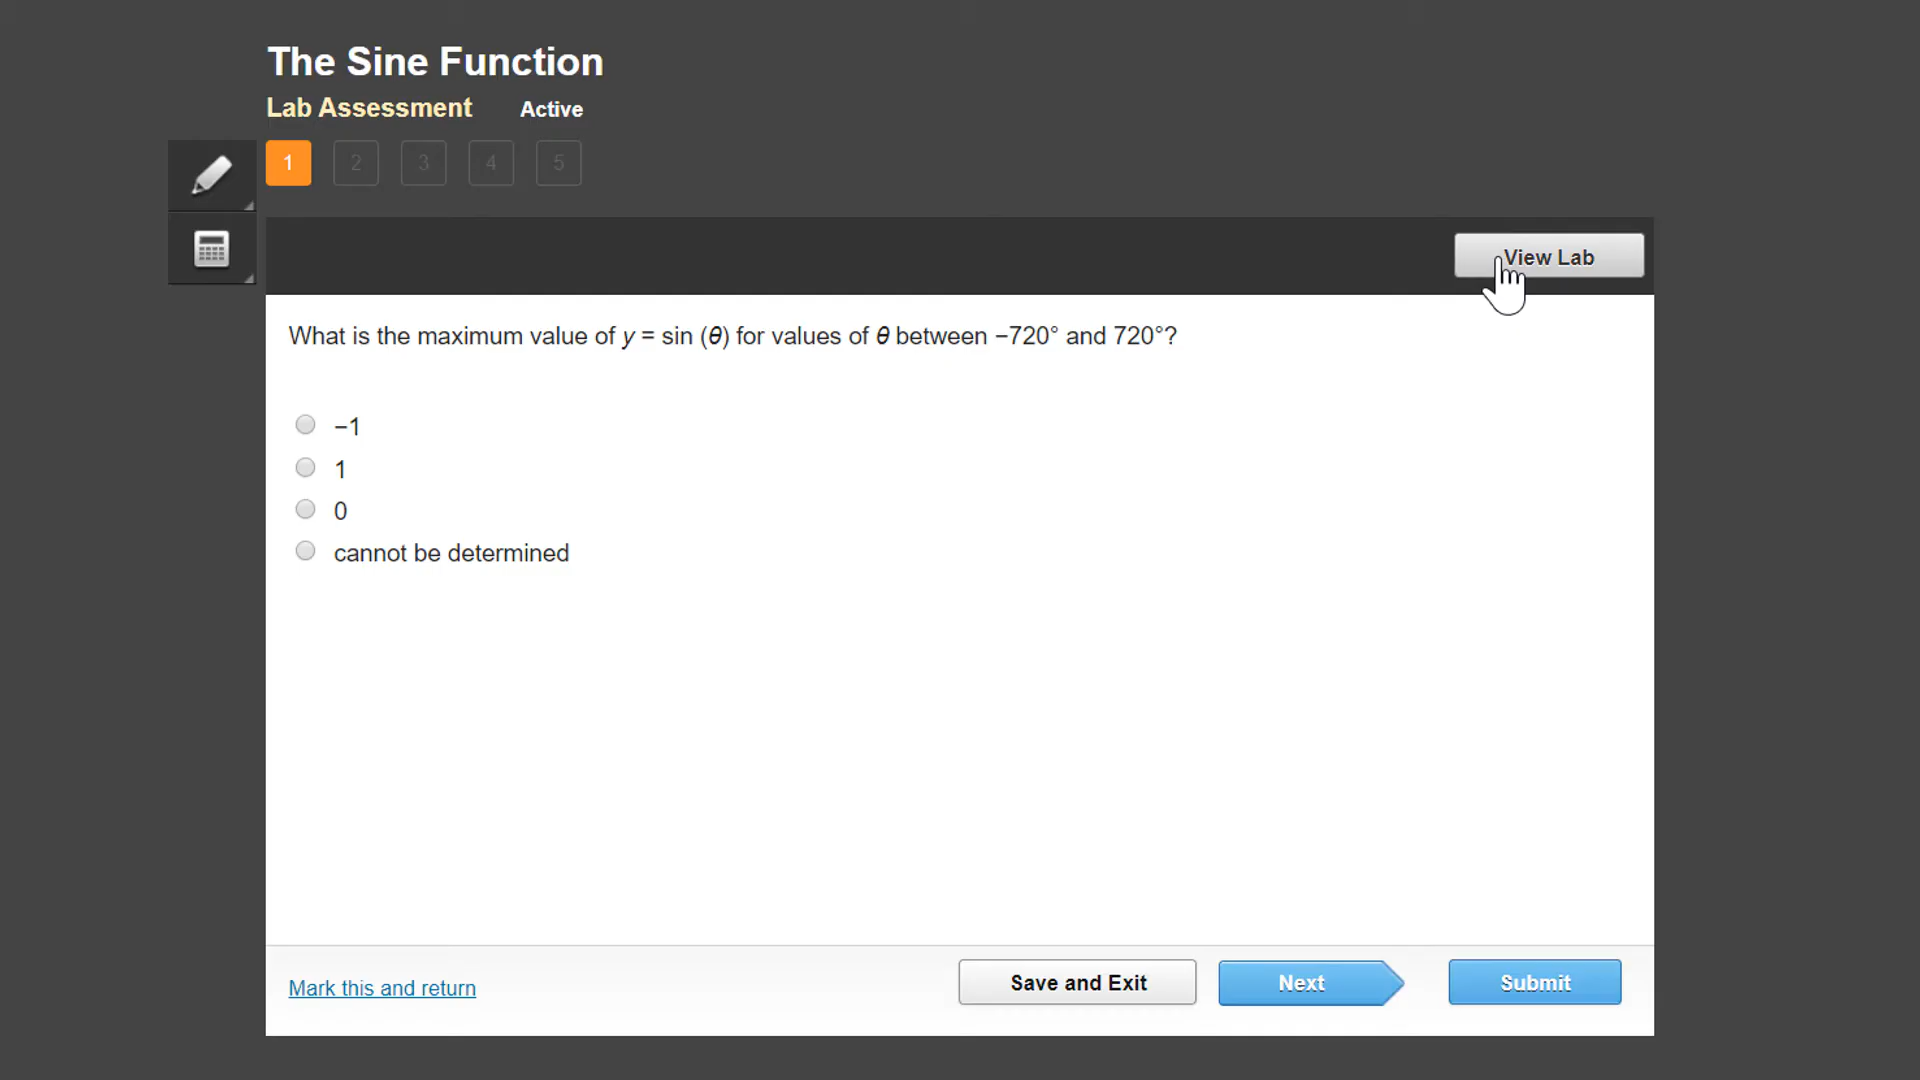 The Sine Function
Lab Assessment Active
1 2 3 4 5
View Lab
What is the maximum value of y = sin (θ) for values of θ between −720° and 720°?
−1
1
0
cannot be determined
Mark this and return
Save and Exit
Next
Submit